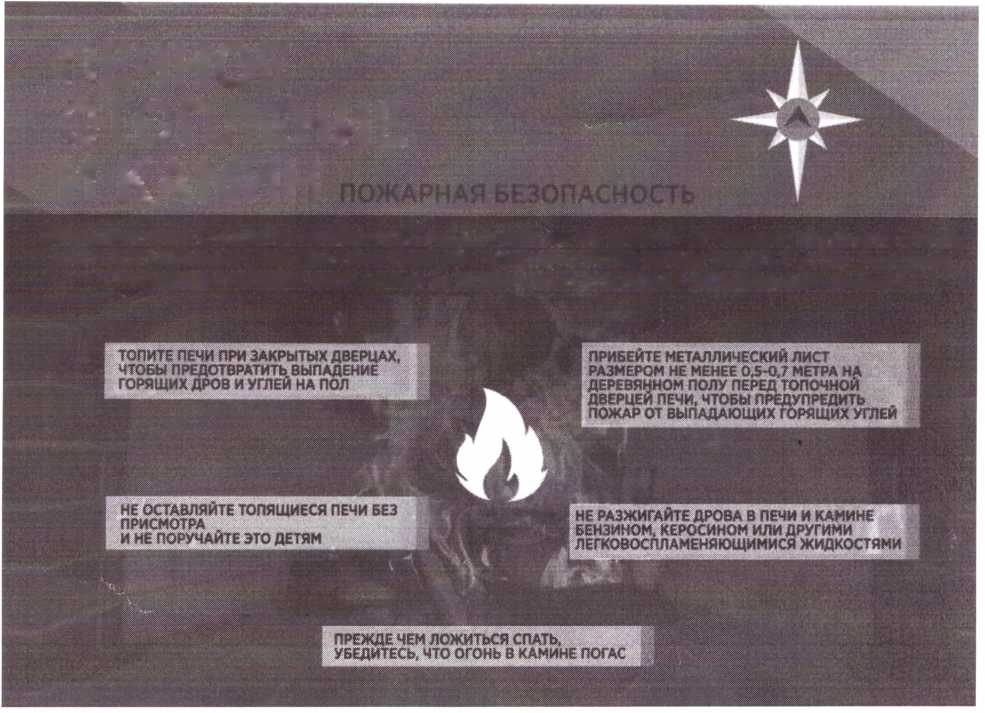 ПОЖАРНАЯ БЕЗОПАСНОСТЬ
ТОПИТЕ ПЕЧИ ПРИ ЗАКРЫТЫХ ДВЕРЦАХ,
ЧТОБЫ ПРЕДОТВРАТИТЬ ВЫПАДЕНИЕ
ГОРЯЩИХ ДРОВ И УГЛЕЙ НА ПОЛ
ПРИБЕЙТЕ МЕТАЛЛИЧЕСКИЙ ЛИСТ
РАЗМЕРОМ НЕ МЕНЕЕ 0,5-0,7 МЕТРА НА
ДЕРЕВЯННОМ ПОЛУ ПЕРЕД ТОПОЧНОЙ
ДВЕРЦЕЙ ПЕЧИ, ЧТОБЫ ПРЕДУПРЕДИТЬ
ПОЖАР ОТ ВЫПАДАЮЩИХ ГОРЯЩИХ УГЛЕЙ
НЕ ОСТАВЛЯЙТЕ ТОПЯЩИЕСЯ ПЕЧИ БЕЗ
ПРИСМОТРА
И НЕ ПОРУЧАЙТЕ ЭТО ДЕТЯМ
НЕ РАЗЖИГАЙТЕ ДРОВА В ПЕЧИ И КАМИНЕ
БЕНЗИНОМ, КЕРОСИНОМ ИЛИ ДРУГИМИ
ЛЕГКОВОСПЛАМЕНЯЮЩИМИСЯ ЖИДКОСТЯМИ
ПРЕЖДЕ ЧЕМ ЛОЖИТЬСЯ СПАТЬ,
УБЕДИТЕСЬ, ЧТО ОГОНЬ В КАМИНЕ ПОГАС